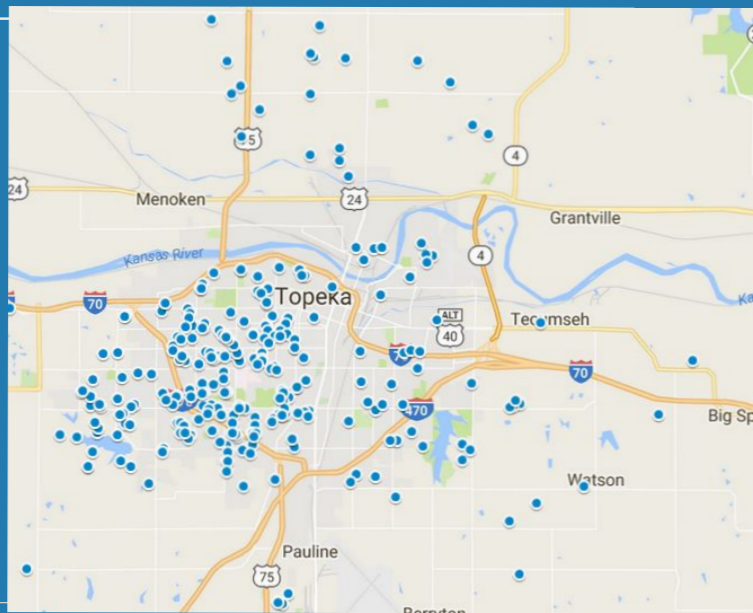 75
4
24
Menoken
24
Grantville
Kansas River
4
70
Topeka
ALT
40
Tecumseh
70
470
Big Sp
Watson
Pauline
75